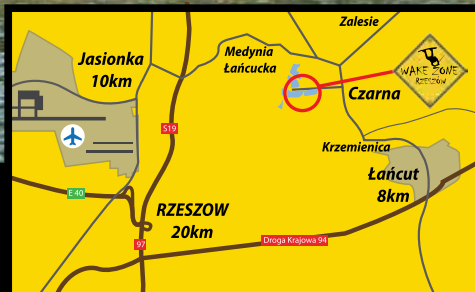 Zalesie
Jasionka
10km
Medynia
Łańcucka
WAKE ZONE
RZESZÓW
Czarna
S19
Krzemienica
Łańcut
8km
E 40
RZESZOW
20km
97
Droga Krajowa 94